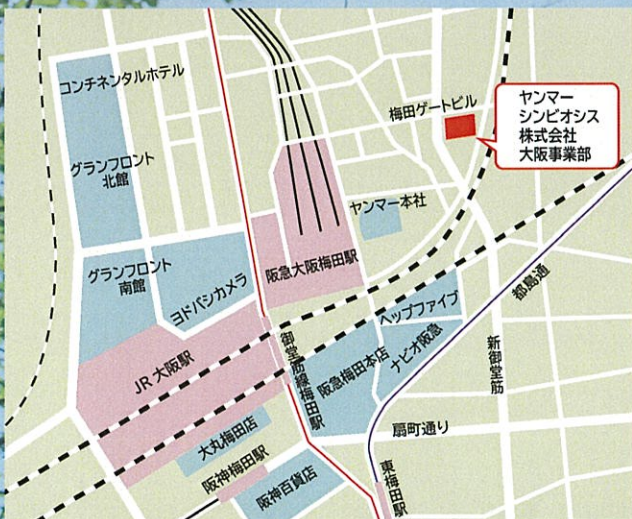 コンチネンタルホテル
グランフロント
北館
梅田ゲートビル
ヤンマー
シンビオシス
株式会社
大阪事業部
ヤンマー本社
グランフロント
南館
ヨドバシカメラ
阪急大阪梅田駅
ヘップファイブ
ナビオ阪急
都島通
JR 大阪駅
御堂筋線梅田駅
阪急梅田本店
新御堂筋
大丸梅田店
扇町通り
阪神梅田駅
阪神百貨店
東梅田駅